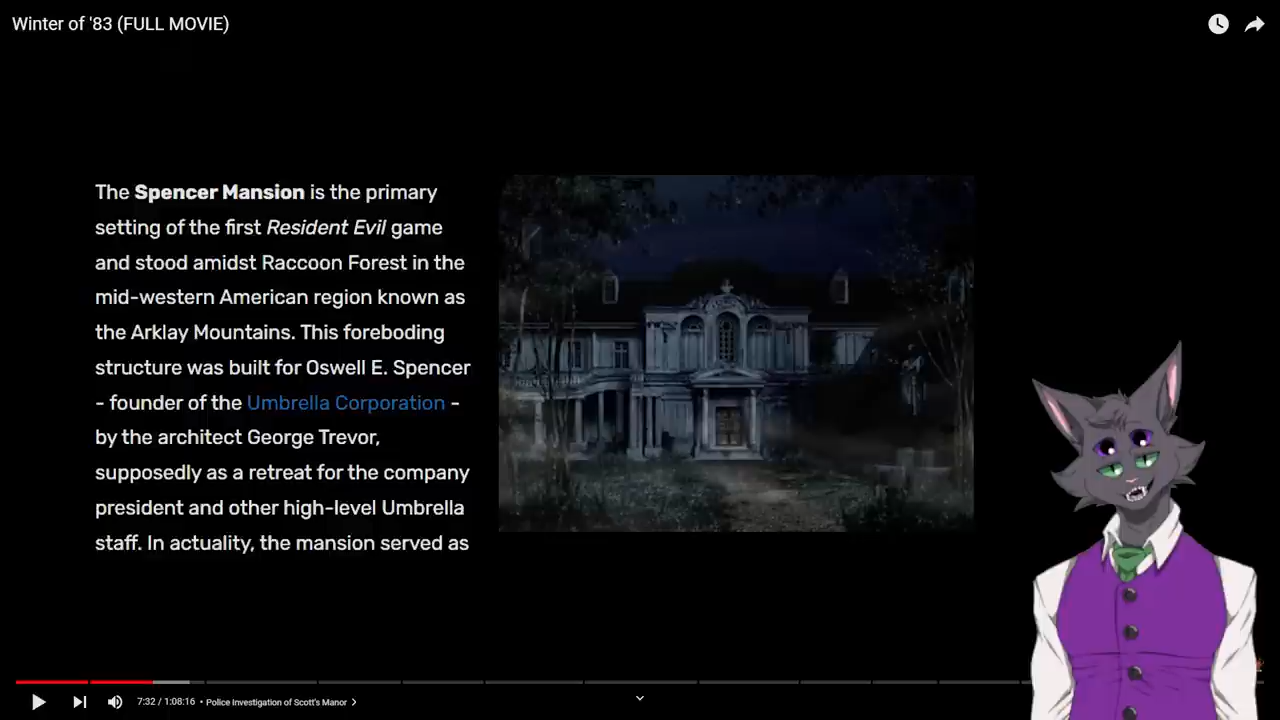 Winter of '83 (FULL MOVIE)
The Spencer Mansion is the primary
setting of the first Resident Evil game
and stood amidst Raccoon Forest in the
mid-western American region known as
the Arklay Mountains. This foreboding
structure was built for Oswell E. Spencer
- founder of the Umbrella Corporation -
by the architect George Trevor,
supposedly as a retreat for the company
president and other high-level Umbrella
staff. In actuality, the mansion served as
7:32 / 1:08:16 • Police Investigation of Scott's Manor >